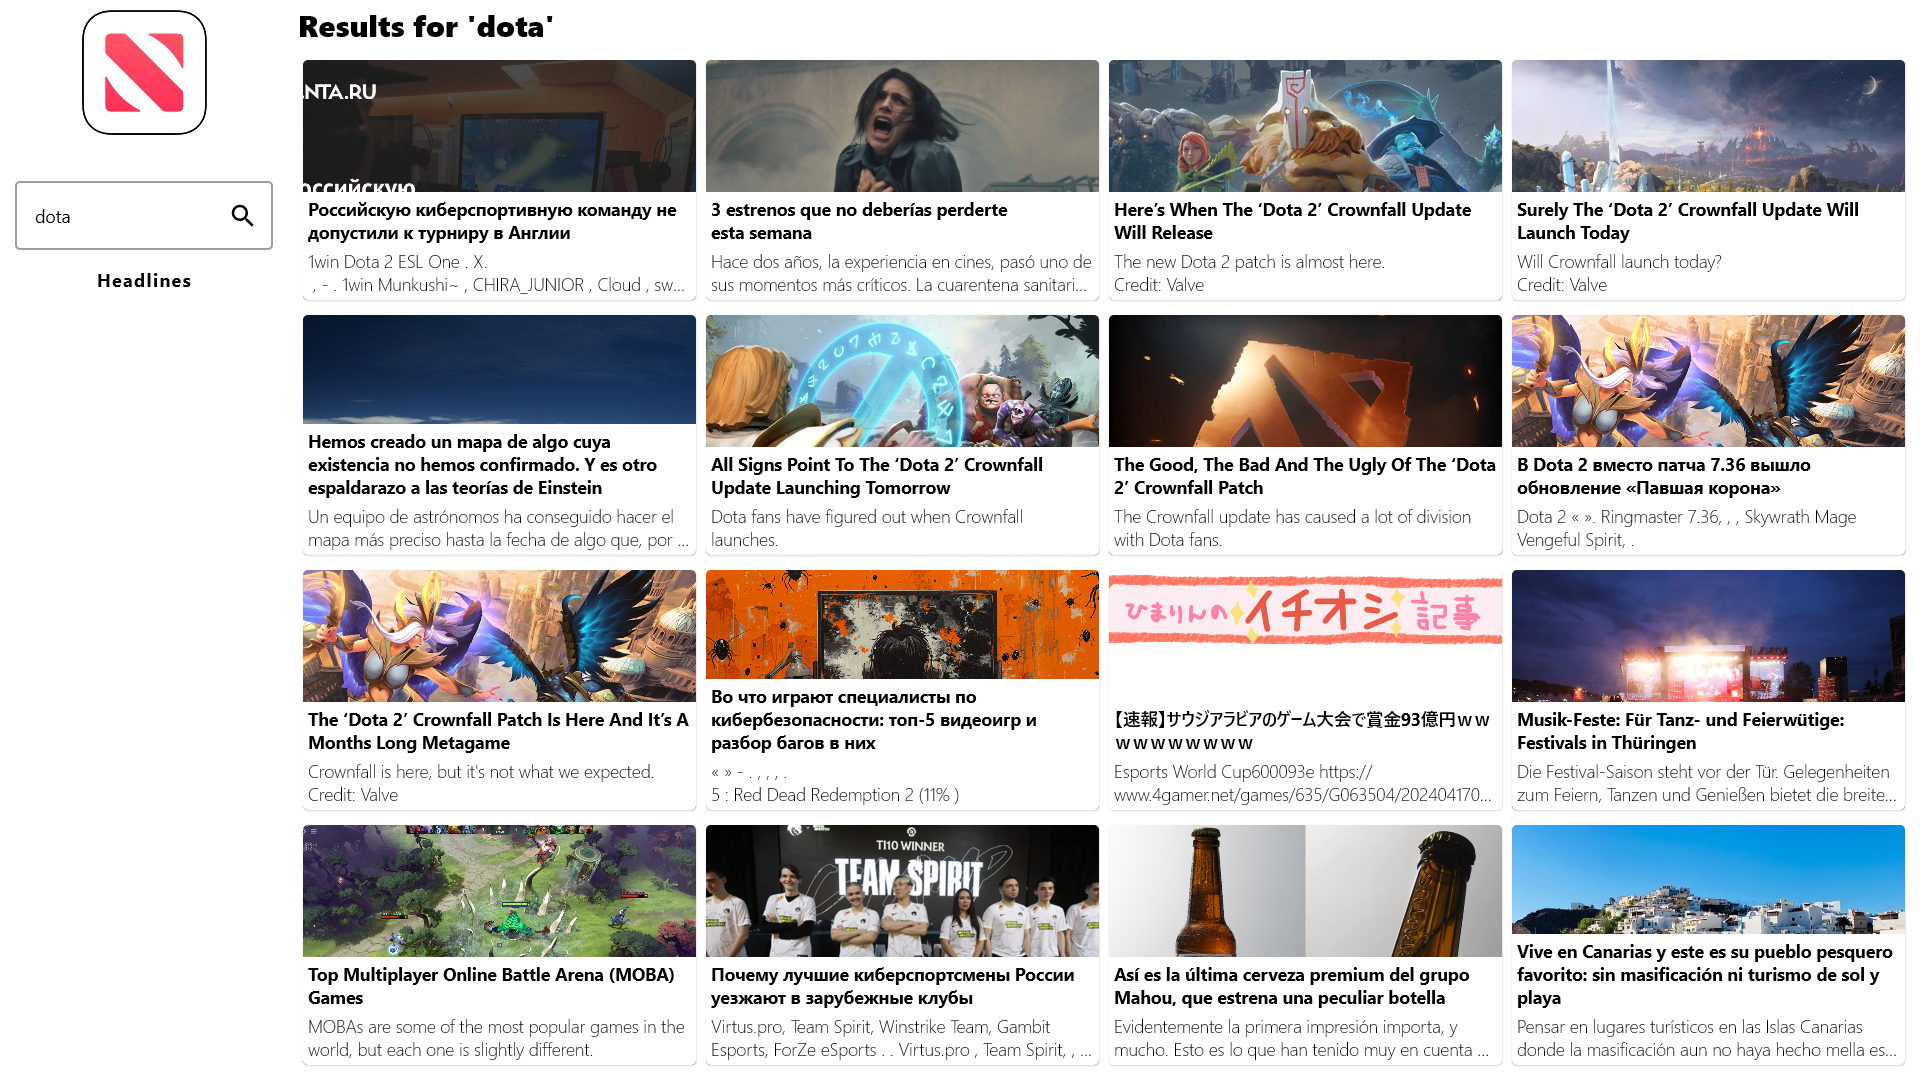 Results for 'dota'
dota
Headlines
NTA.RU
оссийскую
Российскую киберспортивную команду не
допустили к турниру в Англии
1win Dota 2 ESL One . X.
, - . 1win Munkushi~ , CHIRA_JUNIOR , Cloud , sw...
3 estrenos que no deberías perderte
esta semana
Hace dos años, la experiencia en cines, pasó uno de
sus momentos más críticos. La cuarentena sanitari...
Here’s When The ‘Dota 2’ Crownfall Update
Will Release
The new Dota 2 patch is almost here.
Credit: Valve
Surely The ‘Dota 2’ Crownfall Update Will
Launch Today
Will Crownfall launch today?
Credit: Valve
Hemos creado un mapa de algo cuya
existencia no hemos confirmado. Y es otro
espaldarazo a las teorías de Einstein
Un equipo de astrónomos ha conseguido hacer el
mapa más preciso hasta la fecha de algo que, por ...
All Signs Point To The ‘Dota 2’ Crownfall
Update Launching Tomorrow
Dota fans have figured out when Crownfall
launches.
The Good, The Bad And The Ugly Of The ‘Dota
2’ Crownfall Patch
The Crownfall update has caused a lot of division
with Dota fans.
В Dota 2 вместо патча 7.36 вышло
обновление «Павшая корона»
Dota 2 « ». Ringmaster 7.36, , , Skywrath Mage
Vengeful Spirit, .
The ‘Dota 2’ Crownfall Patch Is Here And It’s A
Months Long Metagame
Crownfall is here, but it's not what we expected.
Credit: Valve
Во что играют специалисты по
кибербезопасности: топ-5 видеоигр и
разбор багов в них
« » - . , , , .
5 : Red Dead Redemption 2 (11% )
ひまりんのイチオシ記事
【速報】サウジアラビアのゲーム大会で賞金93億円ｗｗ
ｗｗｗｗｗｗｗｗ
Esports World Cup600093e https://
www.4gamer.net/games/635/G063504/202404170...
Musik-Feste: Für Tanz- und Feierwütige:
Festivals in Thüringen
Die Festival-Saison steht vor der Tür. Gelegenheiten
zum Feiern, Tanzen und Genießen bietet die breite...
Top Multiplayer Online Battle Arena (MOBA)
Games
MOBAs are some of the most popular games in the
world, but each one is slightly different.
TI10 WINNER
TEAM SPIRIT
Почему лучшие киберспортсмены России
уезжают в зарубежные клубы
Virtus.pro, Team Spirit, Winstrike Team, Gambit
Esports, ForZe eSports . . Virtus.pro , Team Spirit, , ...
Así es la última cerveza premium del grupo
Mahou, que estrena una peculiar botella
Evidentemente la primera impresión importa, y
mucho. Esto es lo que han tenido muy en cuenta ...
Vive en Canarias y este es su pueblo pesquero
favorito: sin masificación ni turismo de sol y
playa
Pensar en lugares turísticos en las Islas Canarias
donde la masificación aun no haya hecho mella es...